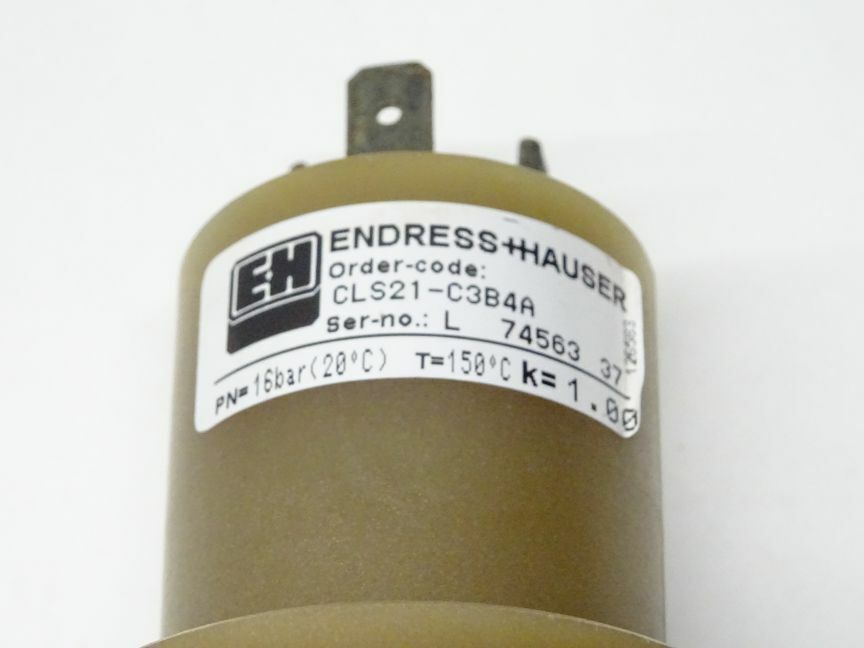 E+H ENDRESS+HAUSER
Order-code:
CLS21-C3B4A
Ser-no.: L 74563 37
PN=16bar(20°C) T=150°C k=1.00